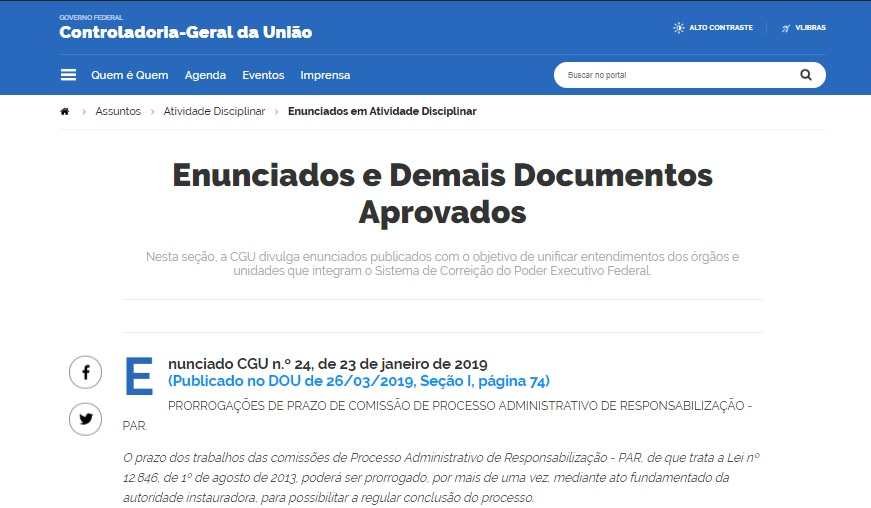 GOVERNO FEDERAL
Controladoria-Geral da União
ALTO CONTRASTE
VLIBRAS
Quem é Quem Agenda Eventos Imprensa
Buscar no portal
Assuntos > Atividade Disciplinar > Enunciados em Atividade Disciplinar
Enunciados e Demais Documentos
Aprovados
Nesta seção, a CGU divulga enunciados publicados com o objetivo de unificar entendimentos dos órgãos e
unidades que integram o Sistema de Correição do Poder Executivo Federal.
Enunciado CGU n.º 24, de 23 de janeiro de 2019
(Publicado no DOU de 26/03/2019, Seção I, página 74)
PRORROGAÇÕES DE PRAZO DE COMISSÃO DE PROCESSO ADMINISTRATIVO DE RESPONSABILIZAÇÃO -
PAR.
O prazo dos trabalhos das comissões de Processo Administrativo de Responsabilização - PAR, de que trata a Lei nº
12.846, de 1º de agosto de 2013, poderá ser prorrogado, por mais de uma vez, mediante ato fundamentado da
autoridade instauradora, para possibilitar a regular conclusão do processo.